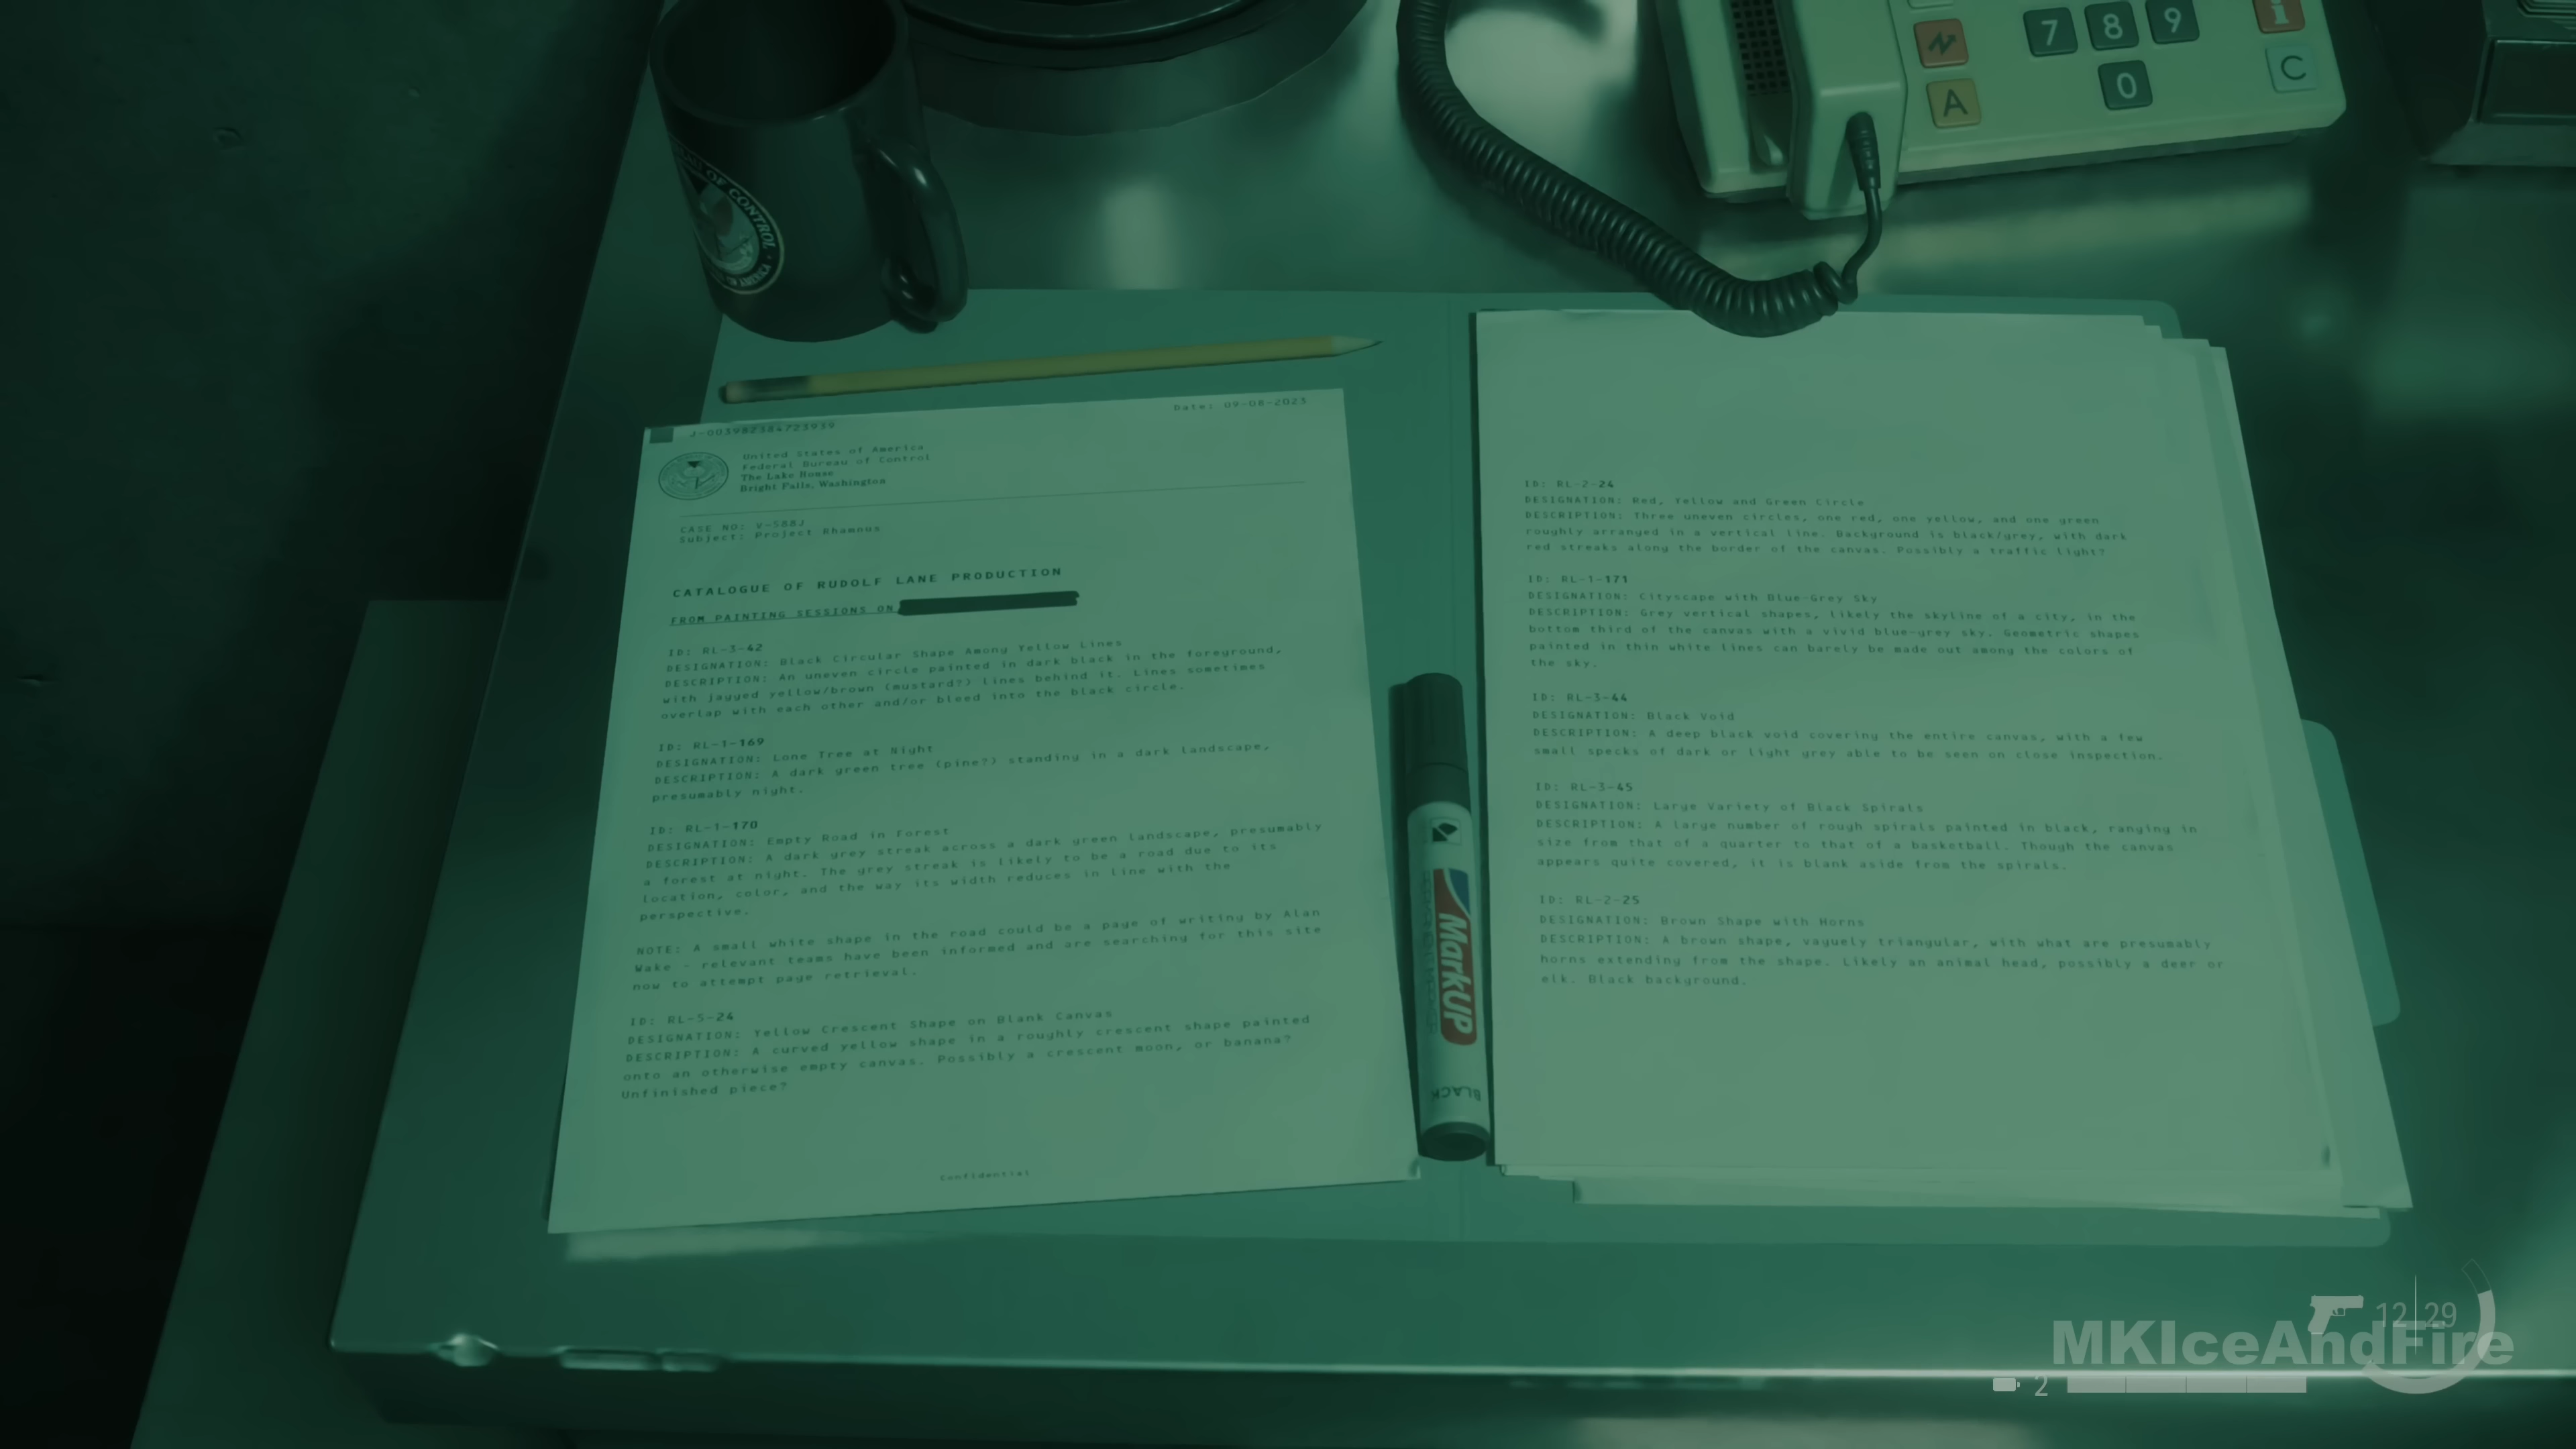 OF CONTROL
7 8 9
0
A
C
Date: 09-08-2023
J-003982384723939
United States of America
Federal Bureau of Control
The Lake House
Bright Falls, Washington
CASE NO: V-S88J
Subject: Project Rhamnos
CATALOGUE OF RUDOLF LANE PRODUCTION
FROM PAINTING SESSIONS ON
ID: RL-3-42
DESIGNATION: Black Circular Shape Among Yellow Lines
DESCRIPTION: An uneven circle painted in dark black in the foreground,
with jagged yellow/brown (mustard?) lines behind it. Lines sometimes
overlap with each other and/or bleed into the black circle.
ID: RL-1-169
DESIGNATION: Lone Tree at Night
DESCRIPTION: A dark green tree (pine?) standing in a dark landscape,
presumably night.
ID: RL-1-170
DESIGNATION: Empty Road in Forest
DESCRIPTION: A dark grey streak across a dark green landscape, presumably
a forest at night. The grey streak is likely to be a road due to its
location, color, and the way its width reduces in line with the
perspective.
NOTE: A small white shape in the road could be a page of writing by Alan
Wake - relevant teams have been informed and are searching for this site
now to attempt page retrieval.
ID: RL-S-24
DESIGNATION: Yellow Crescent Shape on Blank Canvas
DESCRIPTION: A curved yellow shape in a roughly crescent shape painted
onto an otherwise empty canvas. Possibly a crescent moon, or banana?
Unfinished piece?
Confidential
ID: RL-2-24
DESIGNATION: Red, Yellow and Green Circle
DESCRIPTION: Three uneven circles, one red, one yellow, and one green
roughly arranged in a vertical line. Background is black/grey, with dark
red streaks along the border of the canvas. Possibly a traffic light?
ID: RL-1-171
DESIGNATION: Cityscape with Blue-Grey Sky
DESCRIPTION: Grey vertical shapes, likely the skyline of a city, in the
bottom third of the canvas with a vivid blue-grey sky. Geometric shapes
painted in thin white lines can barely be made out among the colors of
the sky.
ID: RL-3-44
DESIGNATION: Black Void
DESCRIPTION: A deep black void covering the entire canvas, with a few
small specks of dark or light grey able to be seen on close inspection.
ID: RL-3-45
DESIGNATION: Large Variety of Black Spirals
DESCRIPTION: A large number of rough spirals painted in black, ranging in
size from that of a quarter to that of a basketball. Though the canvas
appears quite covered, it is blank aside from the spirals.
ID: RL-2-25
DESIGNATION: Brown Shape with Horns
DESCRIPTION: A brown shape, vaguely triangular, with what are presumably
horns extending from the shape. Likely an animal head, possibly a deer or
elk. Black background.
MarkUP
BLACK
12 29
MKIceAndFire
2